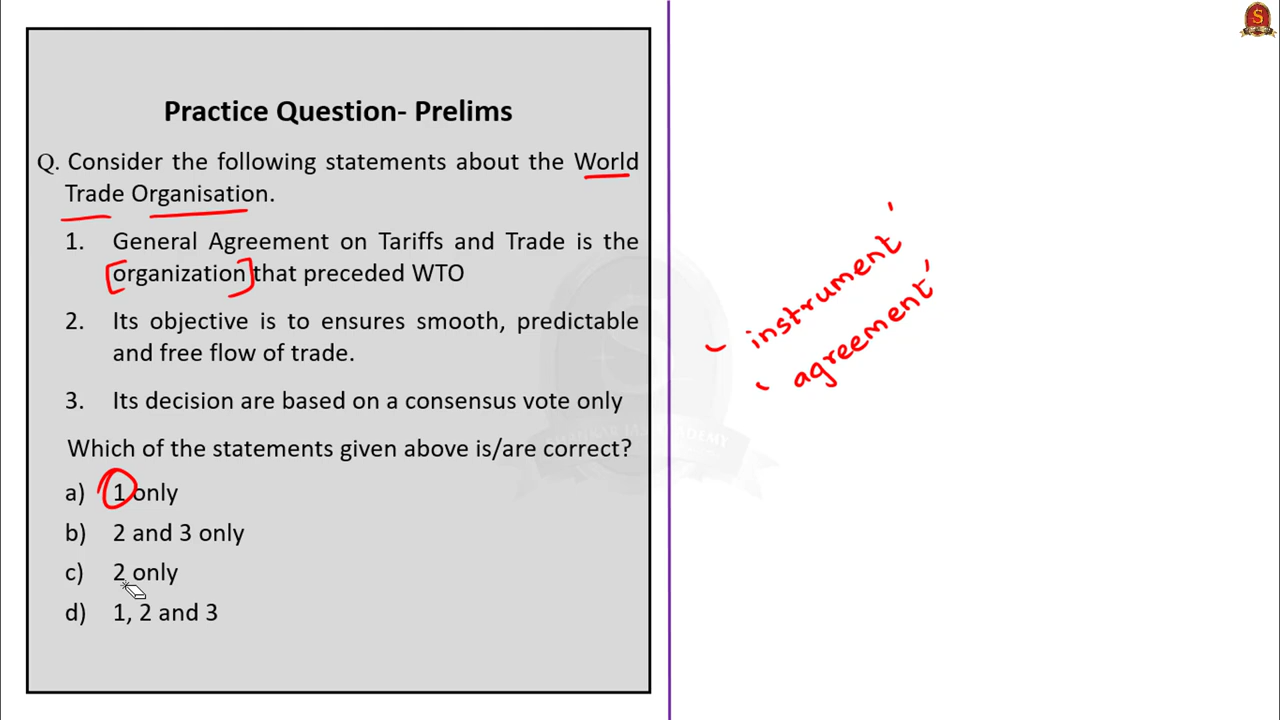 Practice Question- Prelims
Q. Consider the following statements about the World
Trade Organisation.
1. General Agreement on Tariffs and Trade is the
organization that preceded WTO
2. Its objective is to ensures smooth, predictable
and free flow of trade.
3. Its decision are based on a consensus vote only
Which of the statements given above is/are correct?
a) 1 only
b) 2 and 3 only
c) 2 only
d) 1, 2 and 3
'instrument'
'agreement'
S